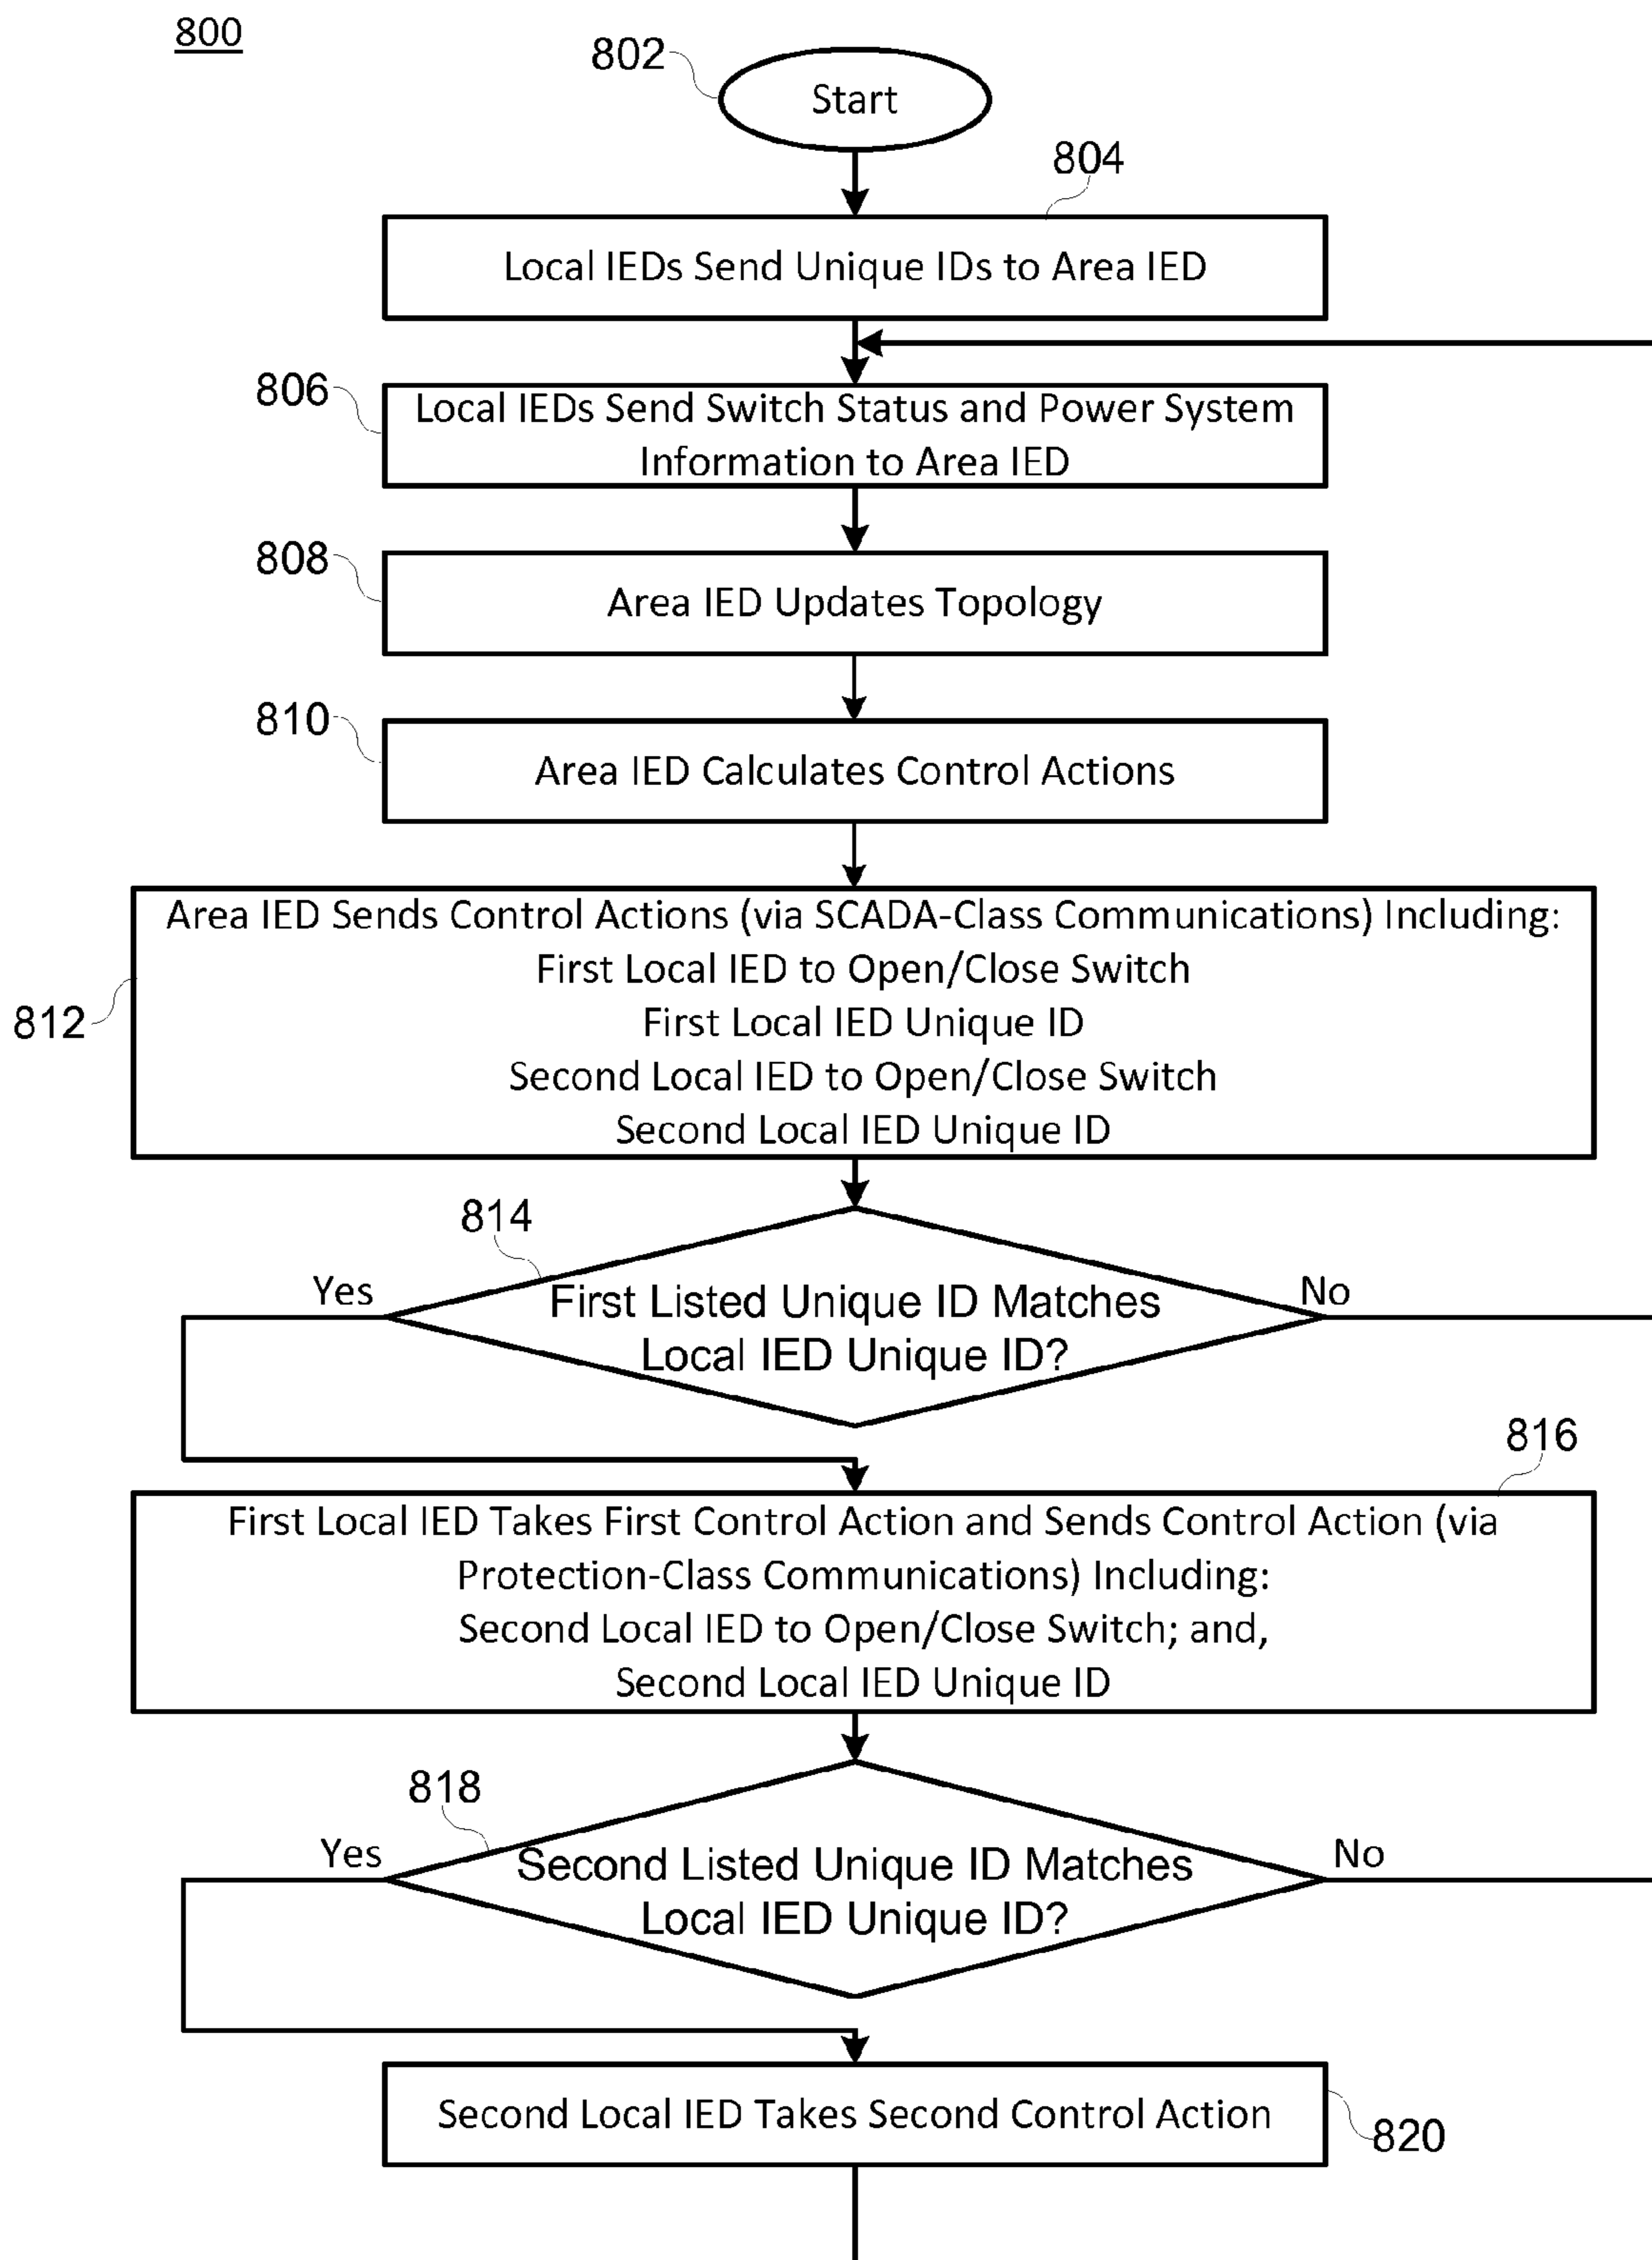 800
802
Start
804
Local IEDs Send Unique IDs to Area IED
806
Local IEDs Send Switch Status and Power System
Information to Area IED
808
Area IED Updates Topology
810
Area IED Calculates Control Actions
812
Area IED Sends Control Actions (via SCADA-Class Communications) Including:
First Local IED to Open/Close Switch
First Local IED Unique ID
Second Local IED to Open/Close Switch
Second Local IED Unique ID
814
Yes
No
First Listed Unique ID Matches
Local IED Unique ID?
816
First Local IED Takes First Control Action and Sends Control Action (via
Protection-Class Communications) Including:
Second Local IED to Open/Close Switch; and,
Second Local IED Unique ID
818
Yes
No
Second Listed Unique ID Matches
Local IED Unique ID?
Second Local IED Takes Second Control Action
820